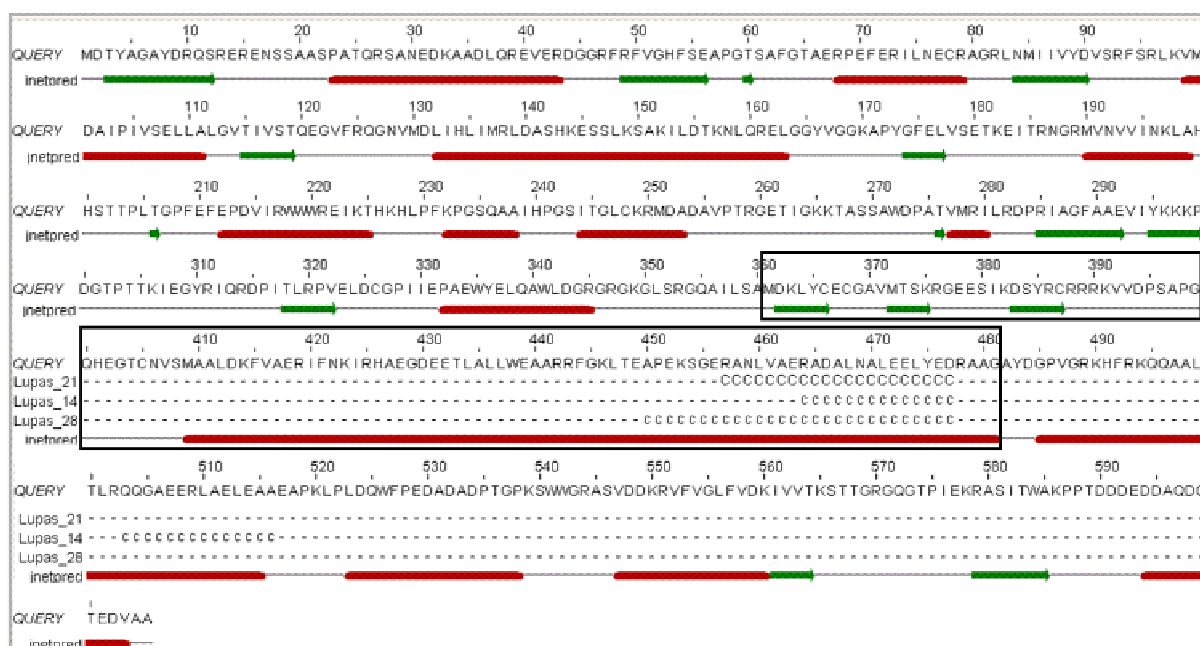 10 20 30 40 50 60 70 80 90
QUERY MDTYAGAYDRQSRERENSSAASPATQRSANEDKAADLQREVERDGGRFRFVGHFSEAPGTSAFGTAERPEFERILNECRAGRLNMIIVYDVSRFSRLKVM
jnetpred
110 120 130 140 150 160 170 180 190
QUERY DAIPIVSELLALGVTIVSTQEGVFRQGNVMDLIHLIMRLDASHKESSLKSAKILDTKNLQRELGGYVGGKAPYGFELVSETKEITRNGRMVNVVINKLAH
jnetpred
210 220 230 240 250 260 270 280 290
QUERY HSTTPLTGPFEFEPDVIRWWWREIKTHKHLPFKPGSQAAIHPGSITGLCKRMDADAVPTRGETIGKKTASSAWDPATVMRILRDPRIAGFAAEVIYKKKP
jnetpred
310 320 330 340 350 360 370 380 390
QUERY DGTPTTKIEGYRIQRDPITLRPVELDCGPIIEPAEWYELQAWLDGRGRGKGLSRGQAILSAMDKLYCECGAVMTSKRGEESIKDSYRCRRRKVVDPSAPG
jnetpred
410 420 430 440 450 460 470 480 490
QUERY QHEGTCNVSMAALDKFVAERIFNKIRHAEGDEETLALLWEAARRFGKLTEAPEKSGERANLVAERADALNALEELYEDRAAGAYDGPVGRKHFRKQQAAL
Lupas_21 ---------------------------------------------------------CCCCCCCCCCCCCCCCCCCCC----------------------
Lupas_14 ----------------------------------------------------------------CCCCCCCCCCCCCC----------------------
Lupas_28 --------------------------------------------------CCCCCCCCCCCCCCCCCCCCCCCCCCCC----------------------
jnetpred
510 520 530 540 550 560 570 580 590
QUERY TLRQQGAEERLAELEAAEAPKLPLDQWFPEDADADPTGPKSWWGRASVDDKRVFVGLFVDKIVVTKSTTGRGQGTPIEKRASITWAKPPTDDDEDDAQDG
Lupas_21 ----------------------------------------------------------------------------------------------------
Lupas_14 ---CCCCCCCCCCCCCC-----------------------------------------------------------------------------------
Lupas_28 ----------------------------------------------------------------------------------------------------
jnetpred
QUERY TEDVAA
jnetpred